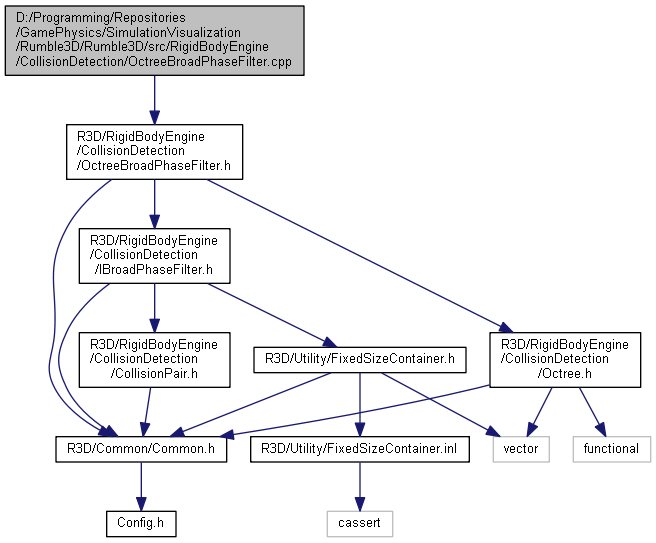 D:/Programming/Repositories
/GamePhysics/SimulationVisualization
/Rumble3D/Rumble3D/src/RigidBodyEngine
/CollisionDetection/OctreeBroadPhaseFilter.cpp
R3D/RigidBodyEngine
/CollisionDetection
/OctreeBroadPhaseFilter.h
R3D/RigidBodyEngine
/CollisionDetection
/IBroadPhaseFilter.h
R3D/RigidBodyEngine
/CollisionDetection
/CollisionPair.h
R3D/Utility/FixedSizeContainer.h
R3D/RigidBodyEngine
/CollisionDetection
/Octree.h
R3D/Common/Common.h
R3D/Utility/FixedSizeContainer.inl
vector
functional
Config.h
cassert